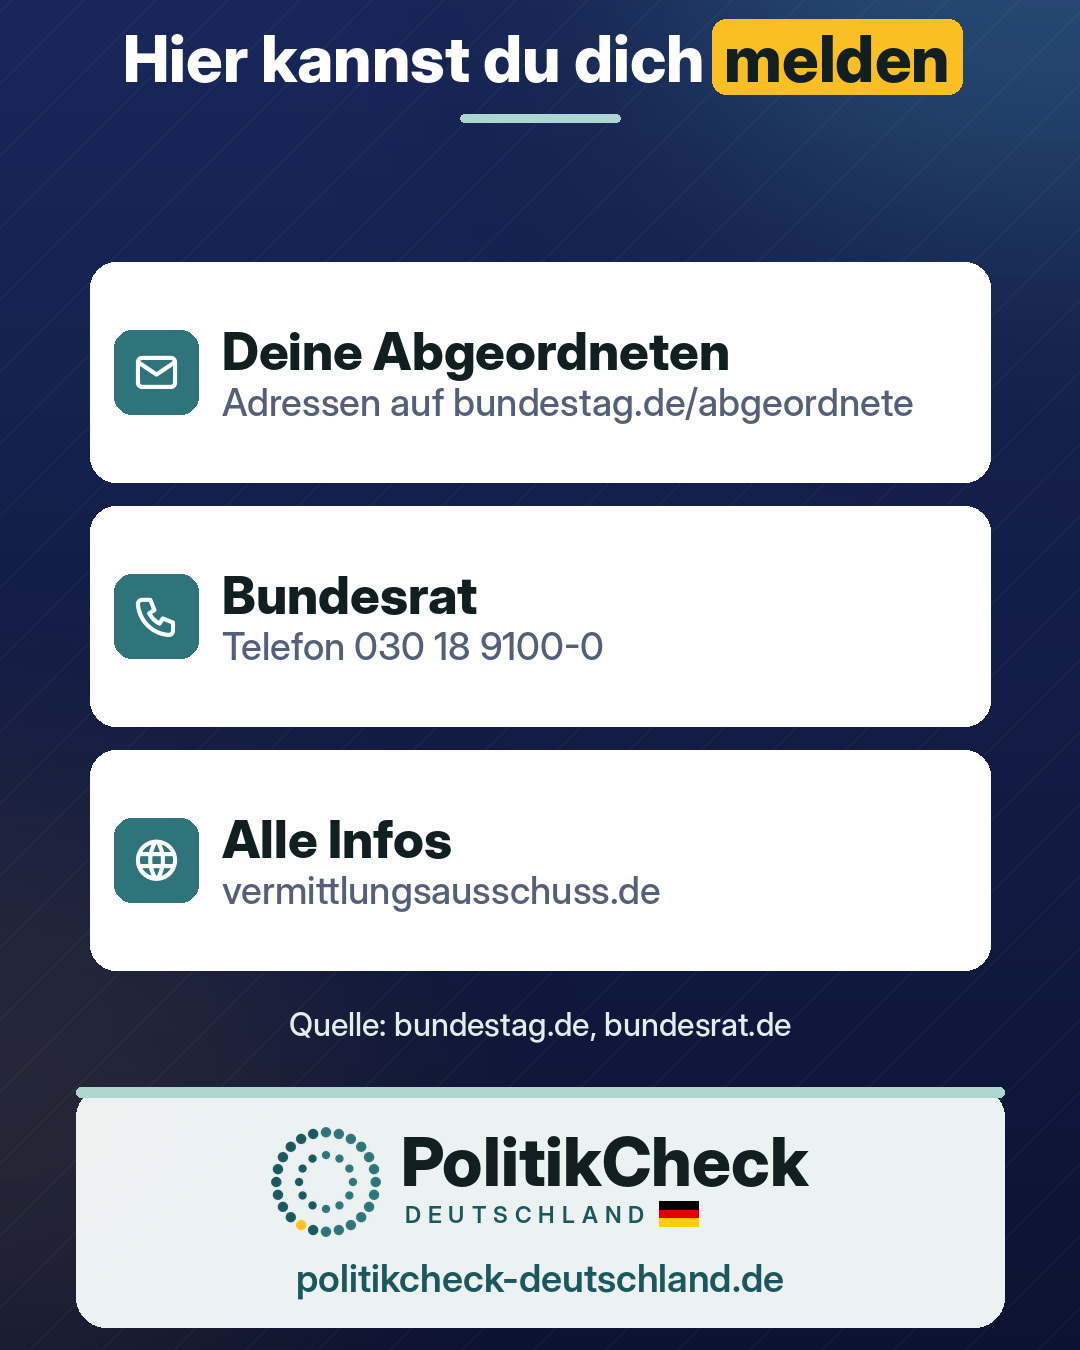 Hier kannst du dich melden
Deine Abgeordneten
Adressen auf bundestag.de/abgeordnete
Bundesrat
Telefon 030 18 9100-0
Alle Infos
vermittlungsausschuss.de
Quelle: bundestag.de, bundesrat.de
PolitikCheck
DEUTSCHLAND
politikcheck-deutschland.de